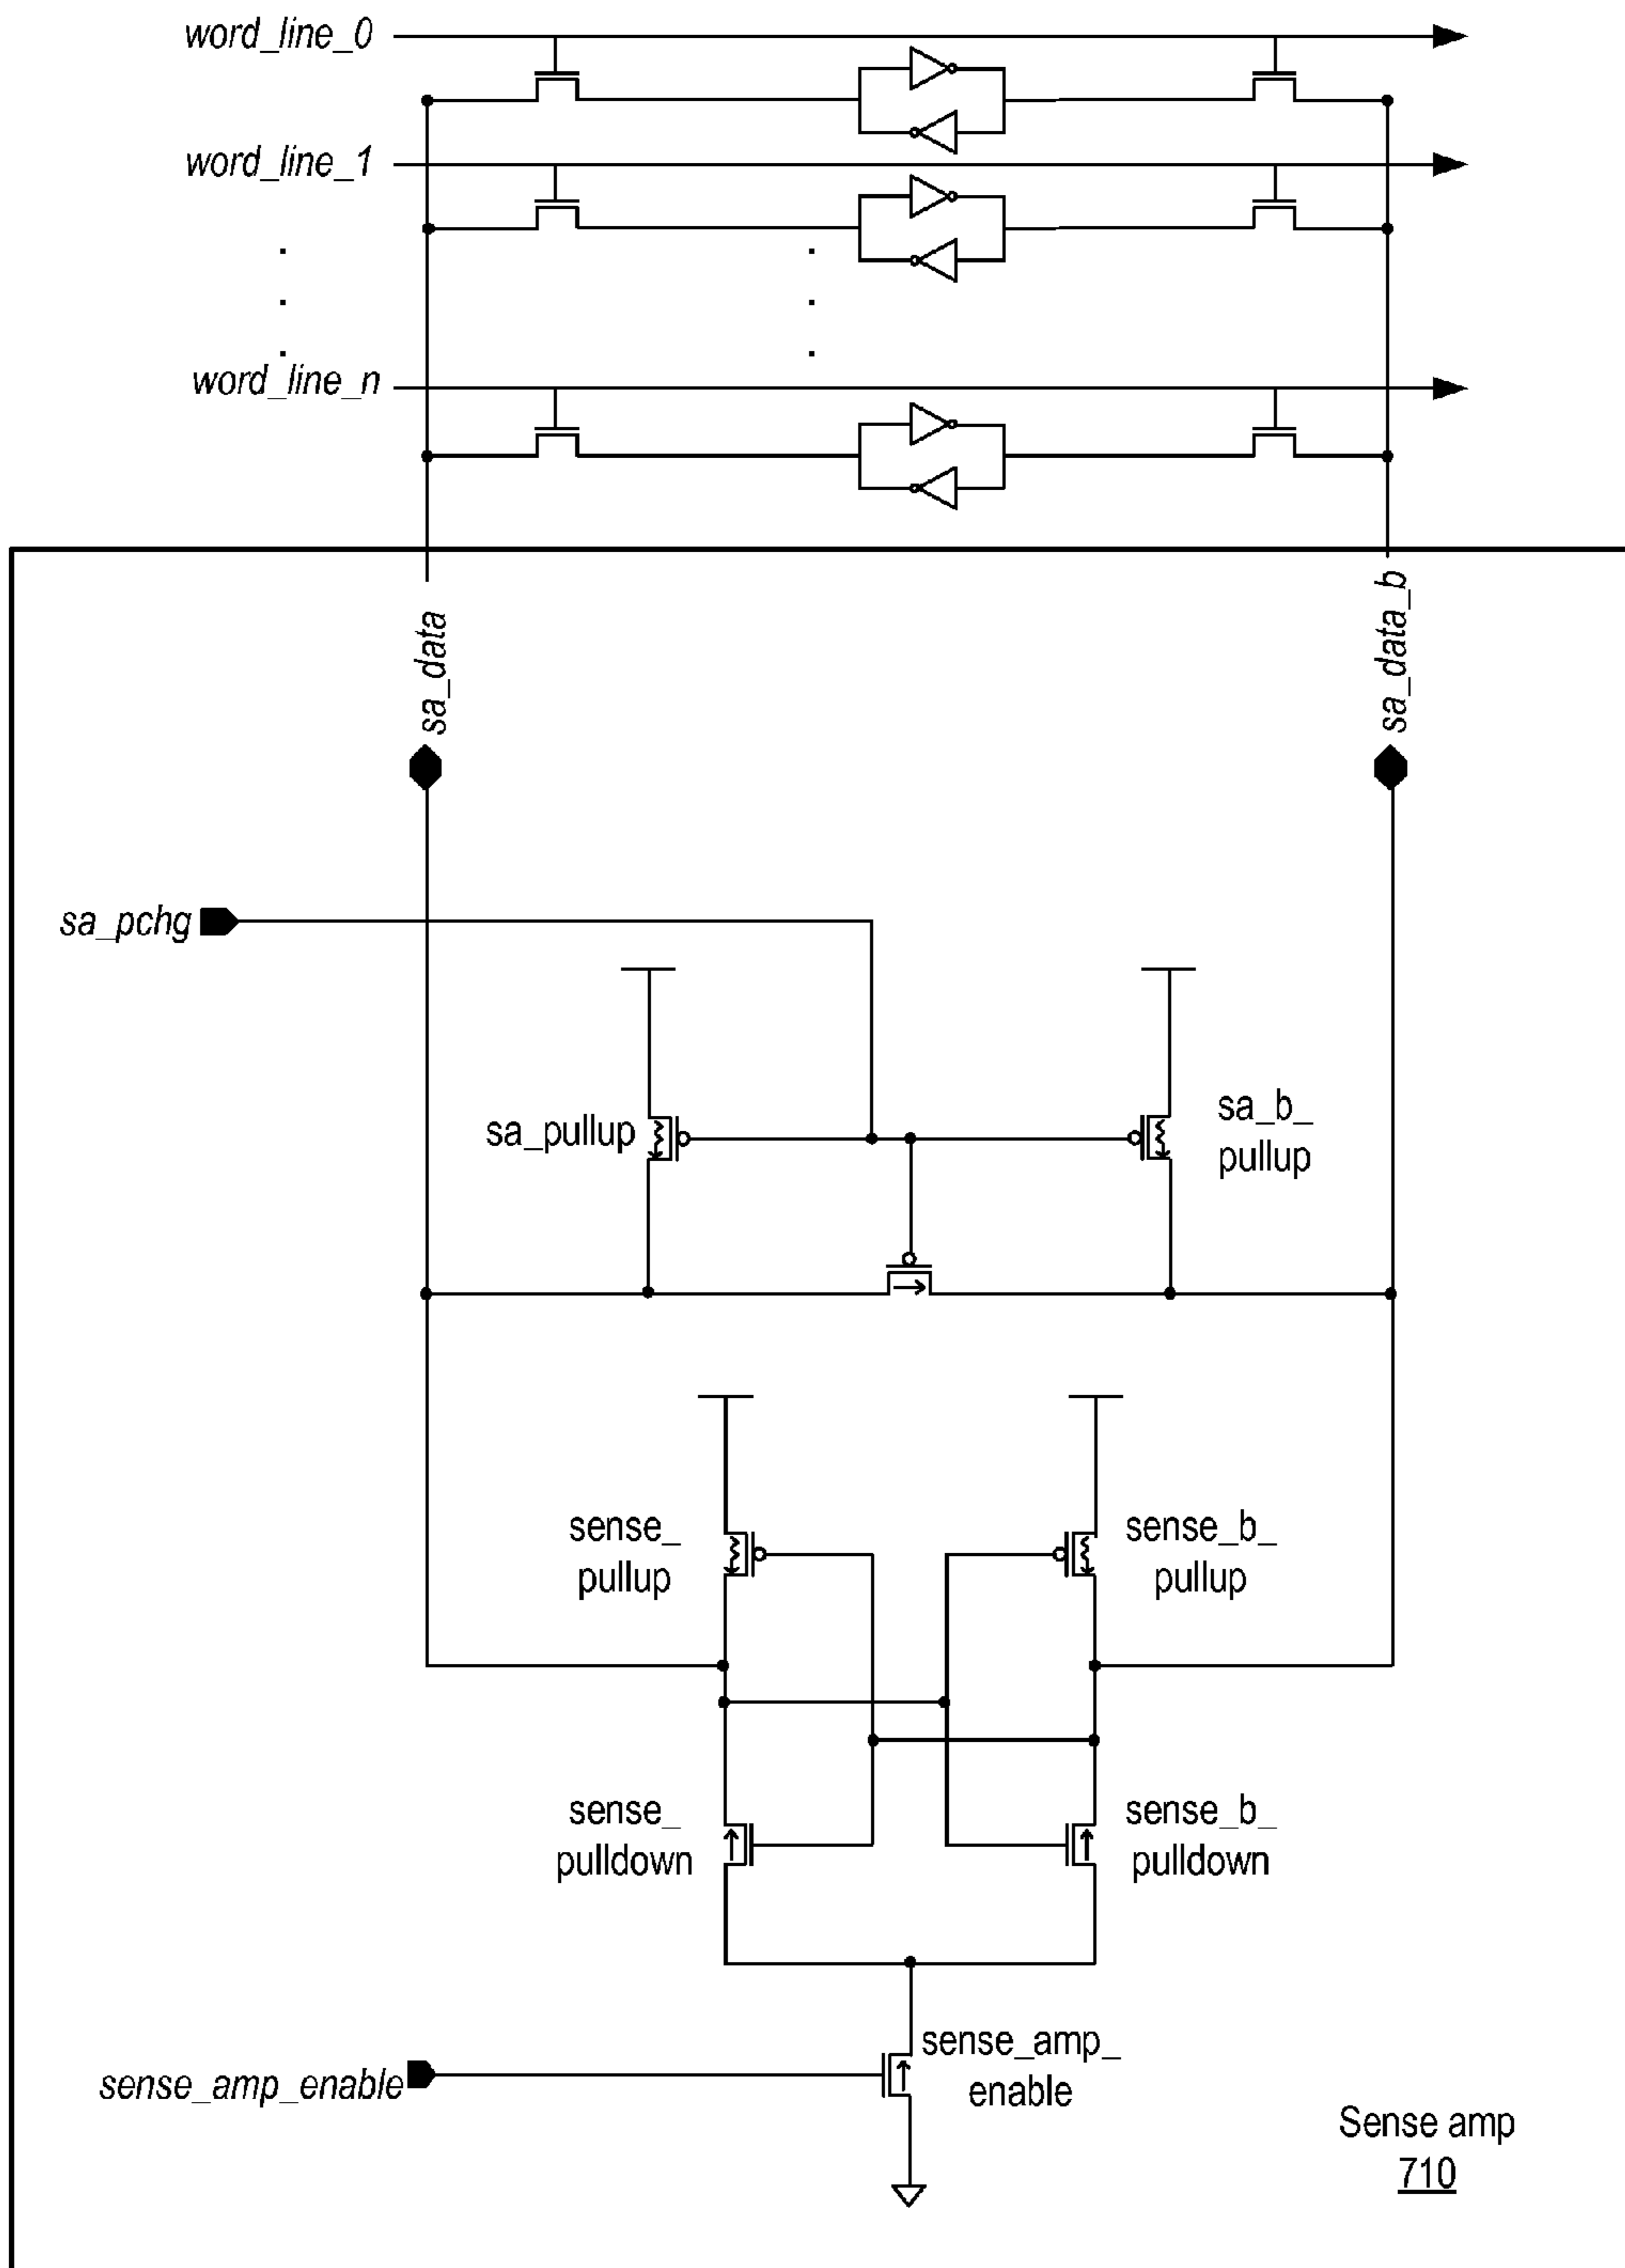 word_line_0
word_line_1
word_line_n
sa_data
sa_data_b
sa_pchg
sa_pullup
sa_b_
pullup
sense_
pullup
sense_b_
pullup
sense_
pulldown
sense_b_
pulldown
sense_amp_enable
sense_amp_
enable
Sense amp
710